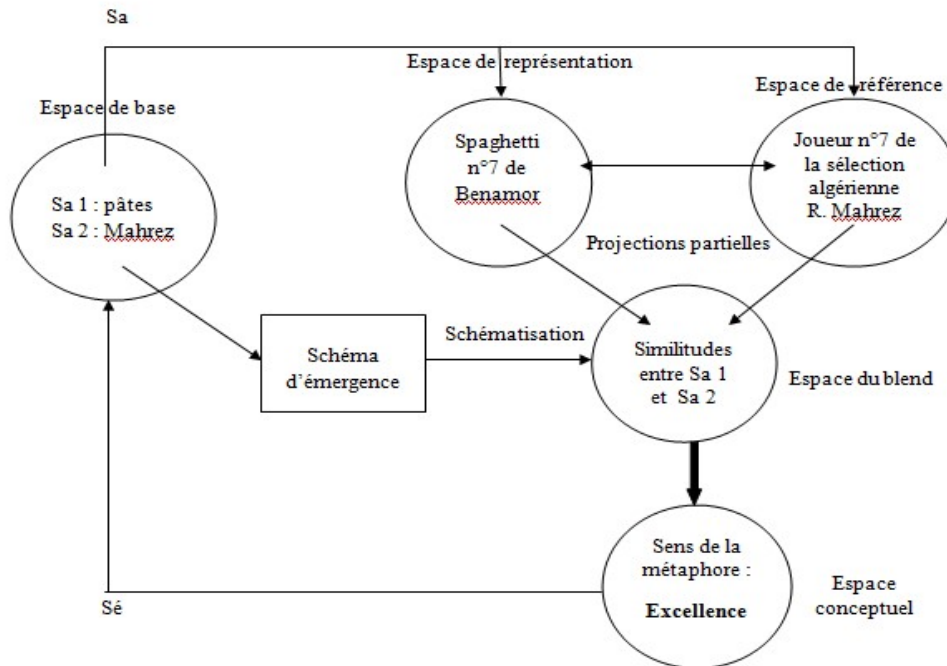 Sa
Espace de représentation
Espace de référence
Espace de base
Spaghetti
n°7 de
Benamor
Joueur n°7 de
la sélection
algérienne
R. Mahrez
Sa 1 : pâtes
Sa 2 : Mahrez
Projections partielles
Schéma
d’émergence
Schématisation
Similitudes
entre Sa 1
et Sa 2
Espace du blend
Sens de la
métaphore :
Excellence
Espace
conceptuel
Sé